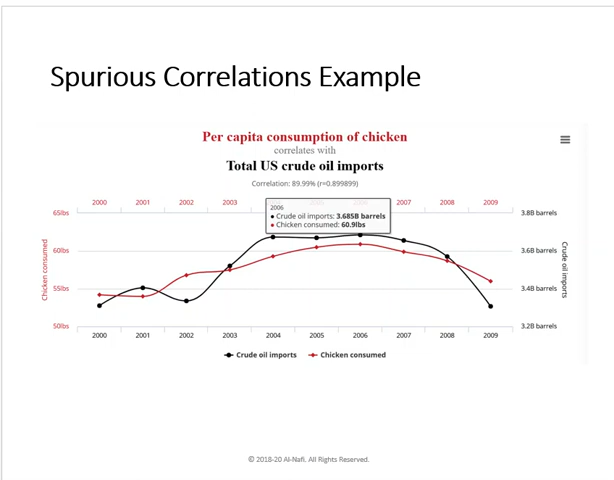 Spurious Correlations Example
Per capita consumption of chicken
correlates with
Total US crude oil imports
Correlation: 89.99% (r=0.899899)
2000 2001 2002 2003 2007 2008 2009
2006
Crude oil imports: 3.685B barrels
Chicken consumed: 60.9lbs
65lbs
60lbs
55lbs
50lbs
Chicken consumed
3.8B barrels
3.6B barrels
3.4B barrels
3.2B barrels
Crude oil imports
2000 2001 2002 2003 2004 2005 2006 2007 2008 2009
Crude oil imports Chicken consumed
© 2018-20 Al-Nafi. All Rights Reserved.